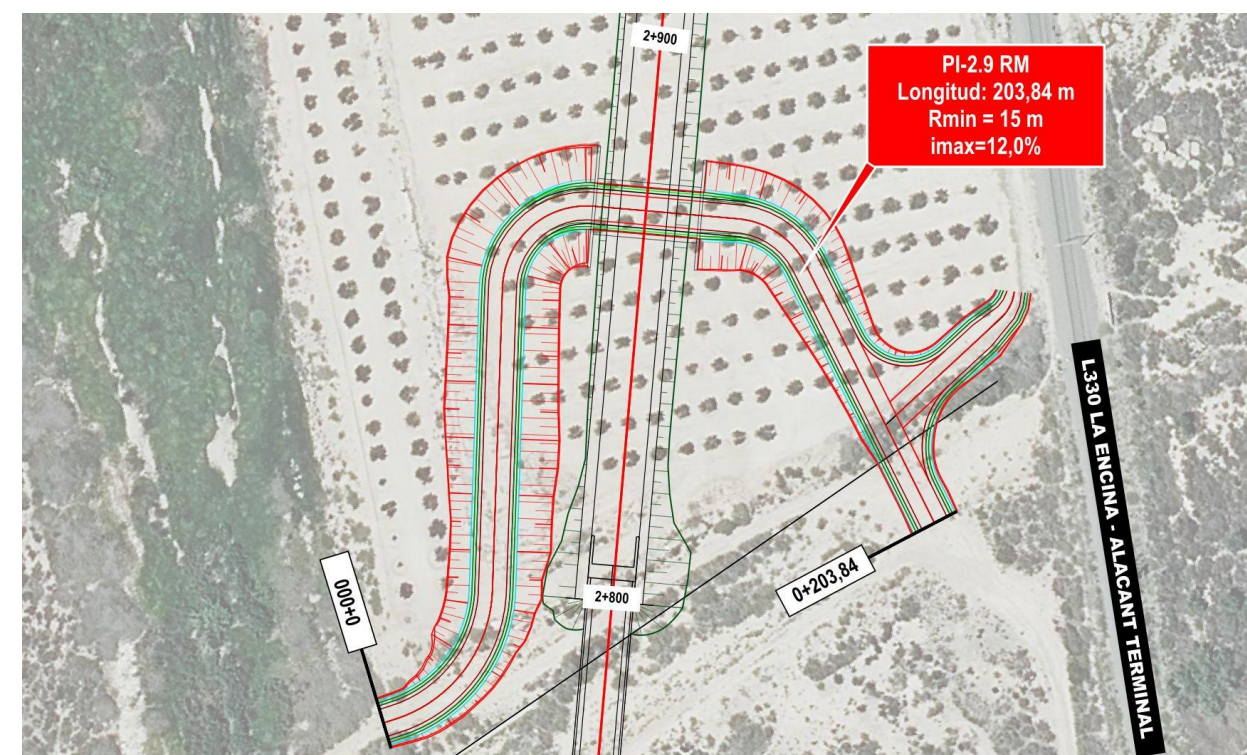 2+900
PI-2.9 RM
Longitud: 203,84 m
Rmin = 15 m
imax=12,0%
L330 LA ENCINA - ALACANT TERMINAL
0+000
0+203,84
2+800